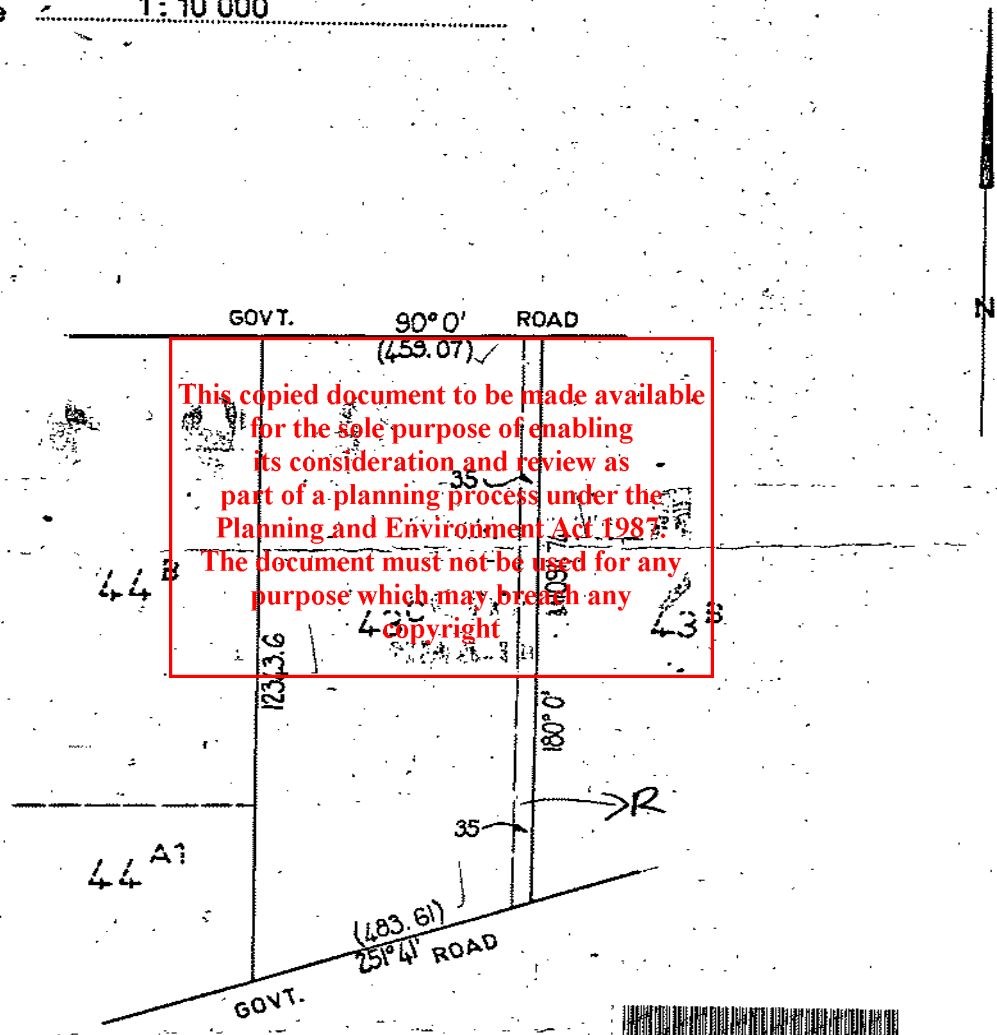 1:10 000
GOVT. 90°0' ROAD
(459.07)
This copied document to be made available
for the sole purpose of enabling
its consideration and review as
part of a planning process under the
Planning and Environment Act 1987.
The document must not be used for any
purpose which may breach any
copyright
35
44 B
43 B
1243.6
180°0'
R
35
44 A1
(483.61)
251°41' ROAD
GOVT.
N